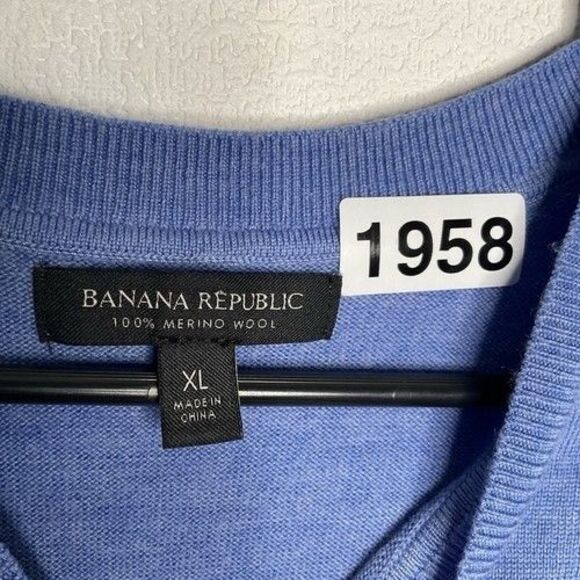 1958
BANANA REPUBLIC
100% MERINO WOOL
XL
MADE IN
CHINA